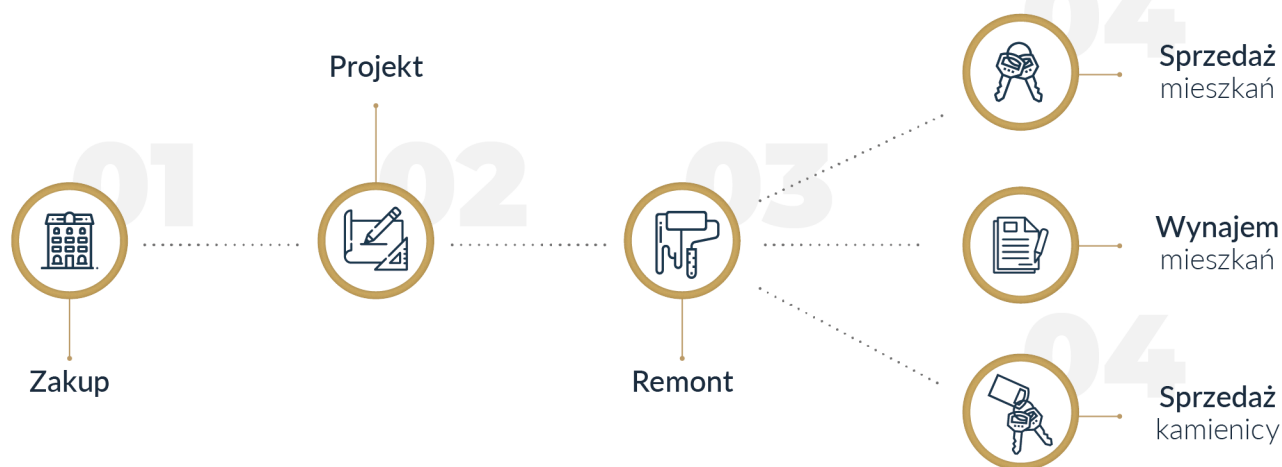 01
Zakup
Projekt
02
03
Remont
04
Sprzedaż
mieszkań
Wynajem
mieszkań
04
Sprzedaż
kamienicy